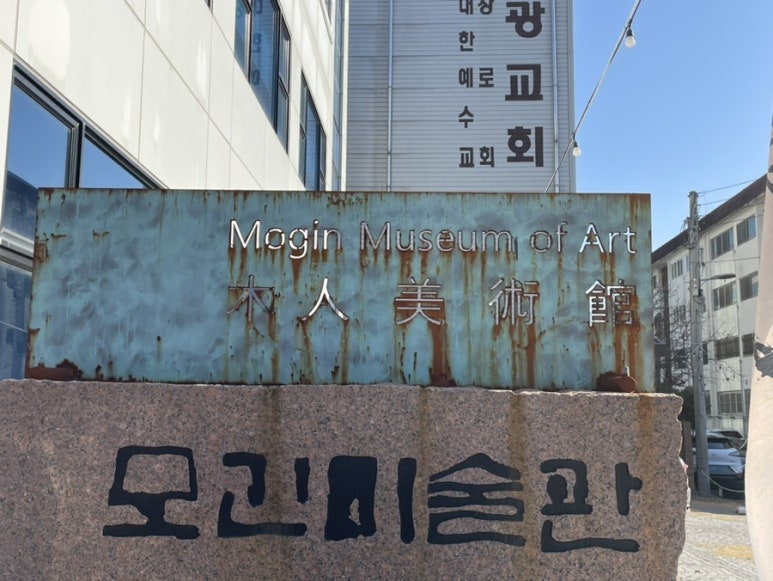 대한예수교
장로회
광교회
Mogin Museum of Art
木人美術館
모긴미술관